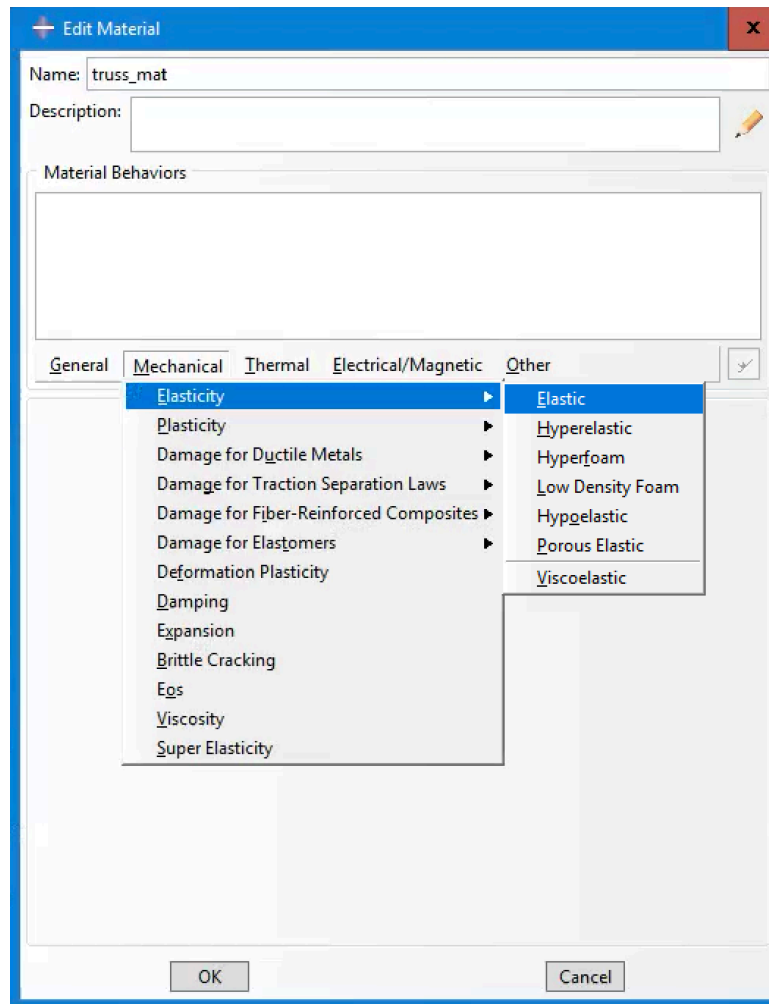 Edit Material
X
Name: truss_mat
Description:
Material Behaviors
General Mechanical Thermal Electrical/Magnetic Other
Elasticity
Plasticity
Damage for Ductile Metals
Damage for Traction Separation Laws
Damage for Fiber-Reinforced Composites
Damage for Elastomers
Deformation Plasticity
Damping
Expansion
Brittle Cracking
Eos
Viscosity
Super Elasticity
Elastic
Hyperelastic
Hyperfoam
Low Density Foam
Hypoelastic
Porous Elastic
Viscoelastic
OK Cancel